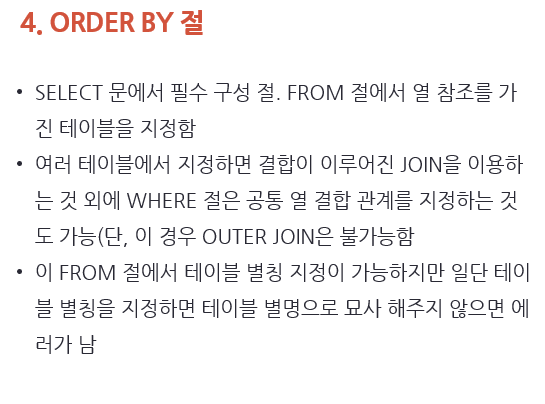 4. ORDER BY 절
• SELECT 문에서 필수 구성 절. FROM 절에서 열 참조를 가
진 테이블을 지정함
• 여러 테이블에서 지정하면 결합이 이루어진 JOIN을 이용하
는 것 외에 WHERE 절은 공통 열 결합 관계를 지정하는 것
도 가능(단, 이 경우 OUTER JOIN은 불가능함
• 이 FROM 절에서 테이블 별칭 지정이 가능하지만 일단 테이
블 별칭을 지정하면 테이블 별명으로 묘사 해주지 않으면 에
러가 남